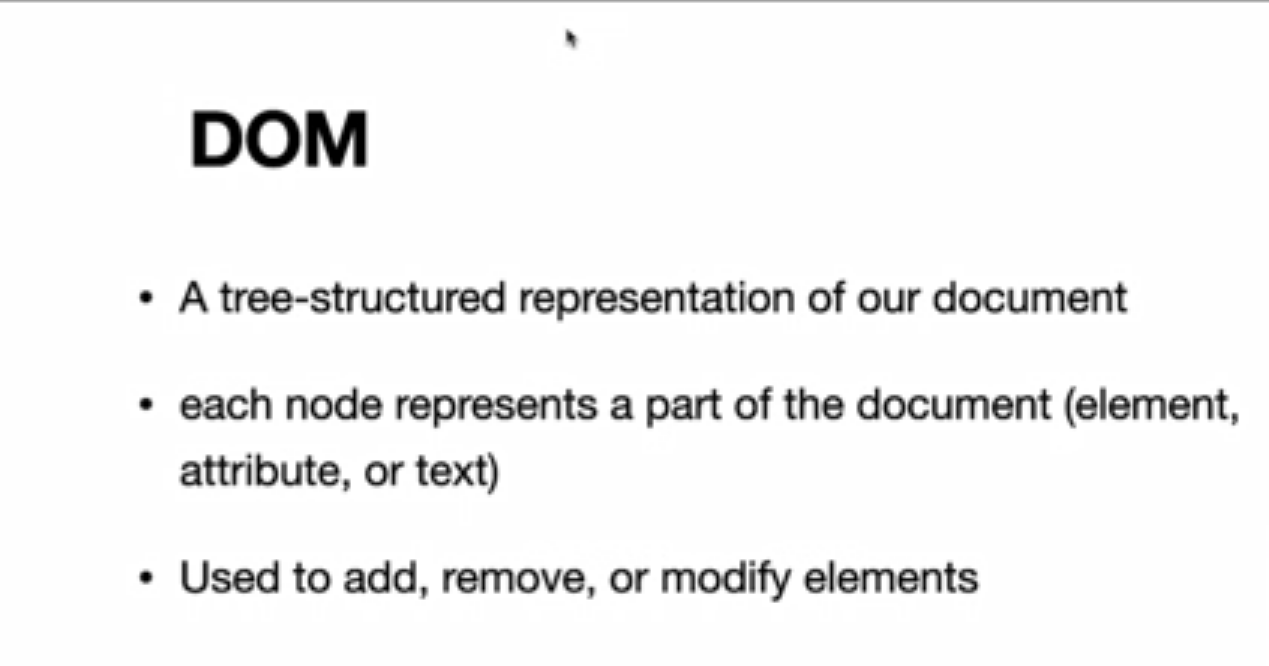 DOM
• A tree-structured representation of our document
• each node represents a part of the document (element,
attribute, or text)
• Used to add, remove, or modify elements